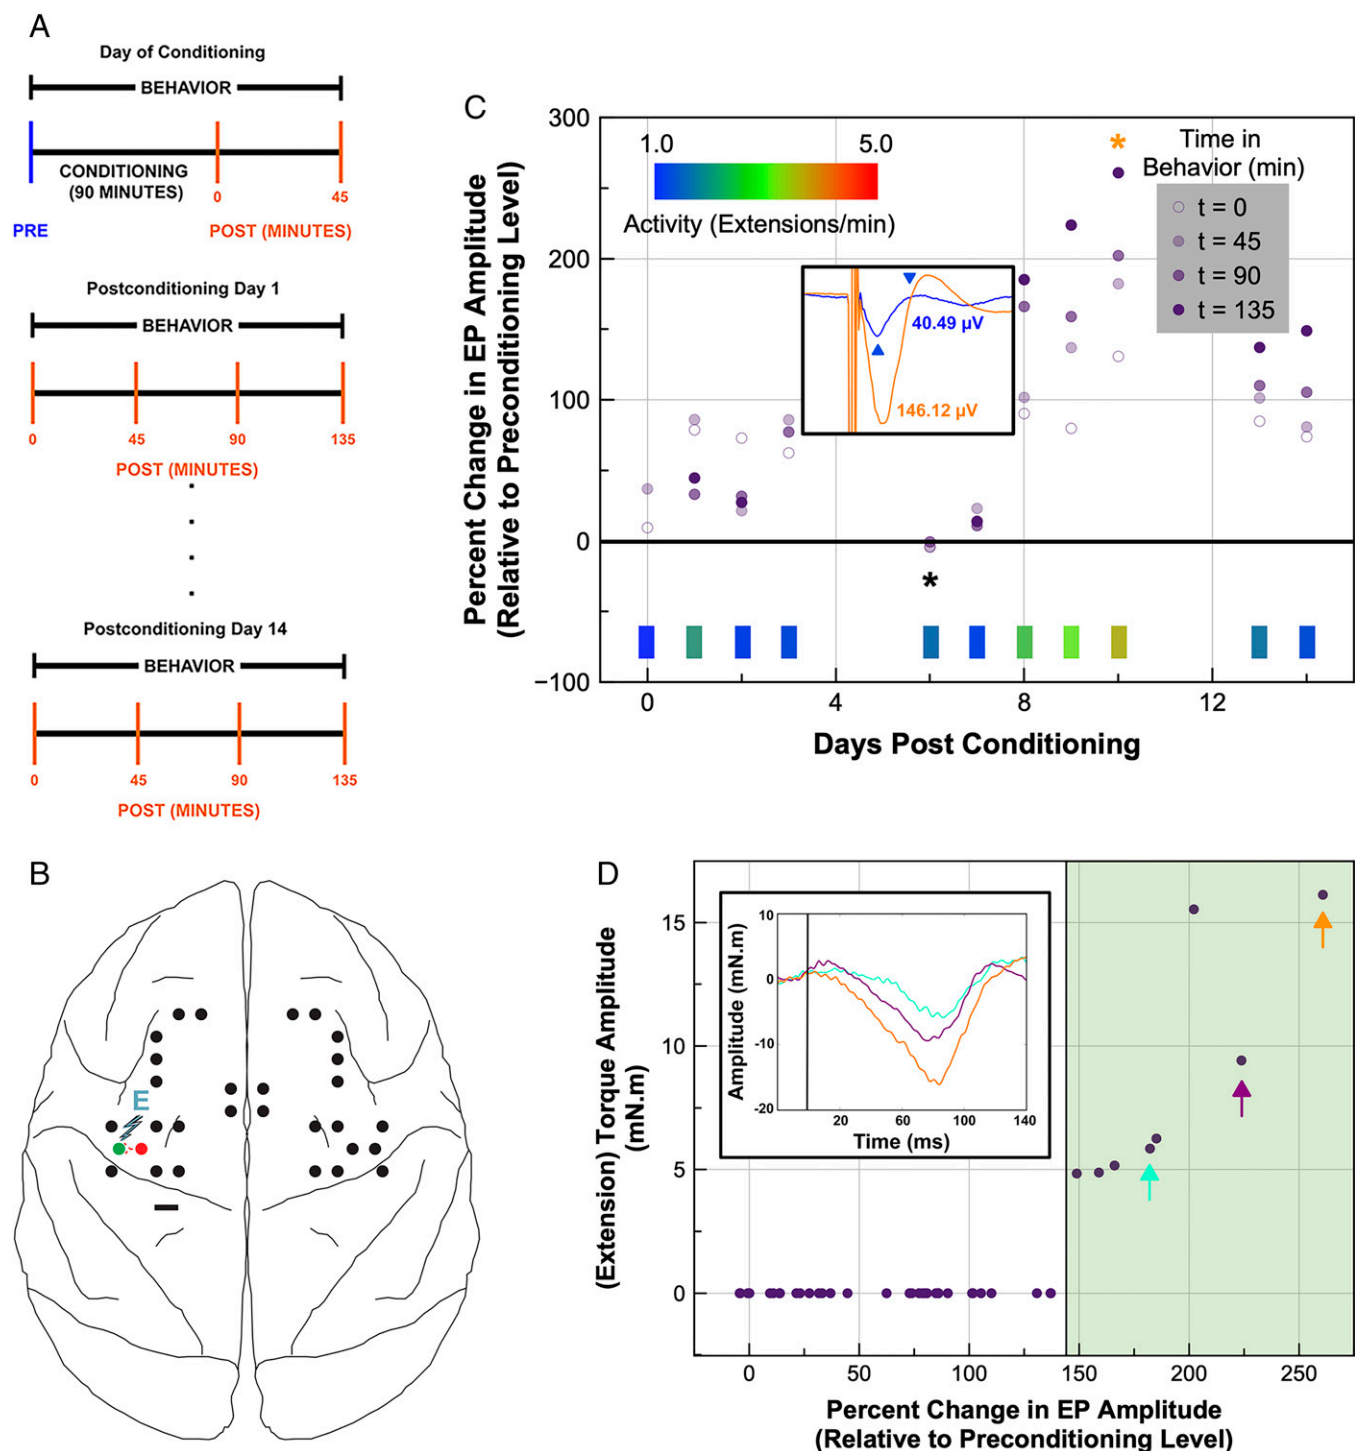 A
Day of Conditioning
BEHAVIOR
CONDITIONING
(90 MINUTES)
0
45
PRE
POST (MINUTES)
Postconditioning Day 1
BEHAVIOR
0
45
90
135
POST (MINUTES)
Postconditioning Day 14
BEHAVIOR
0
45
90
135
POST (MINUTES)
B
E
C
Percent Change in EP Amplitude
(Relative to Preconditioning Level)
300
200
100
0
−100
1.0
5.0
Activity (Extensions/min)
*
Time in
Behavior (min)
t = 0
t = 45
t = 90
t = 135
40.49 µV
146.12 µV
*
0
4
8
12
Days Post Conditioning
D
(Extension) Torque Amplitude
(mN.m)
15
10
5
0
Amplitude (mN.m)
10
0
-10
-20
20
60
100
140
Time (ms)
0
50
100
150
200
250
Percent Change in EP Amplitude
(Relative to Preconditioning Level)